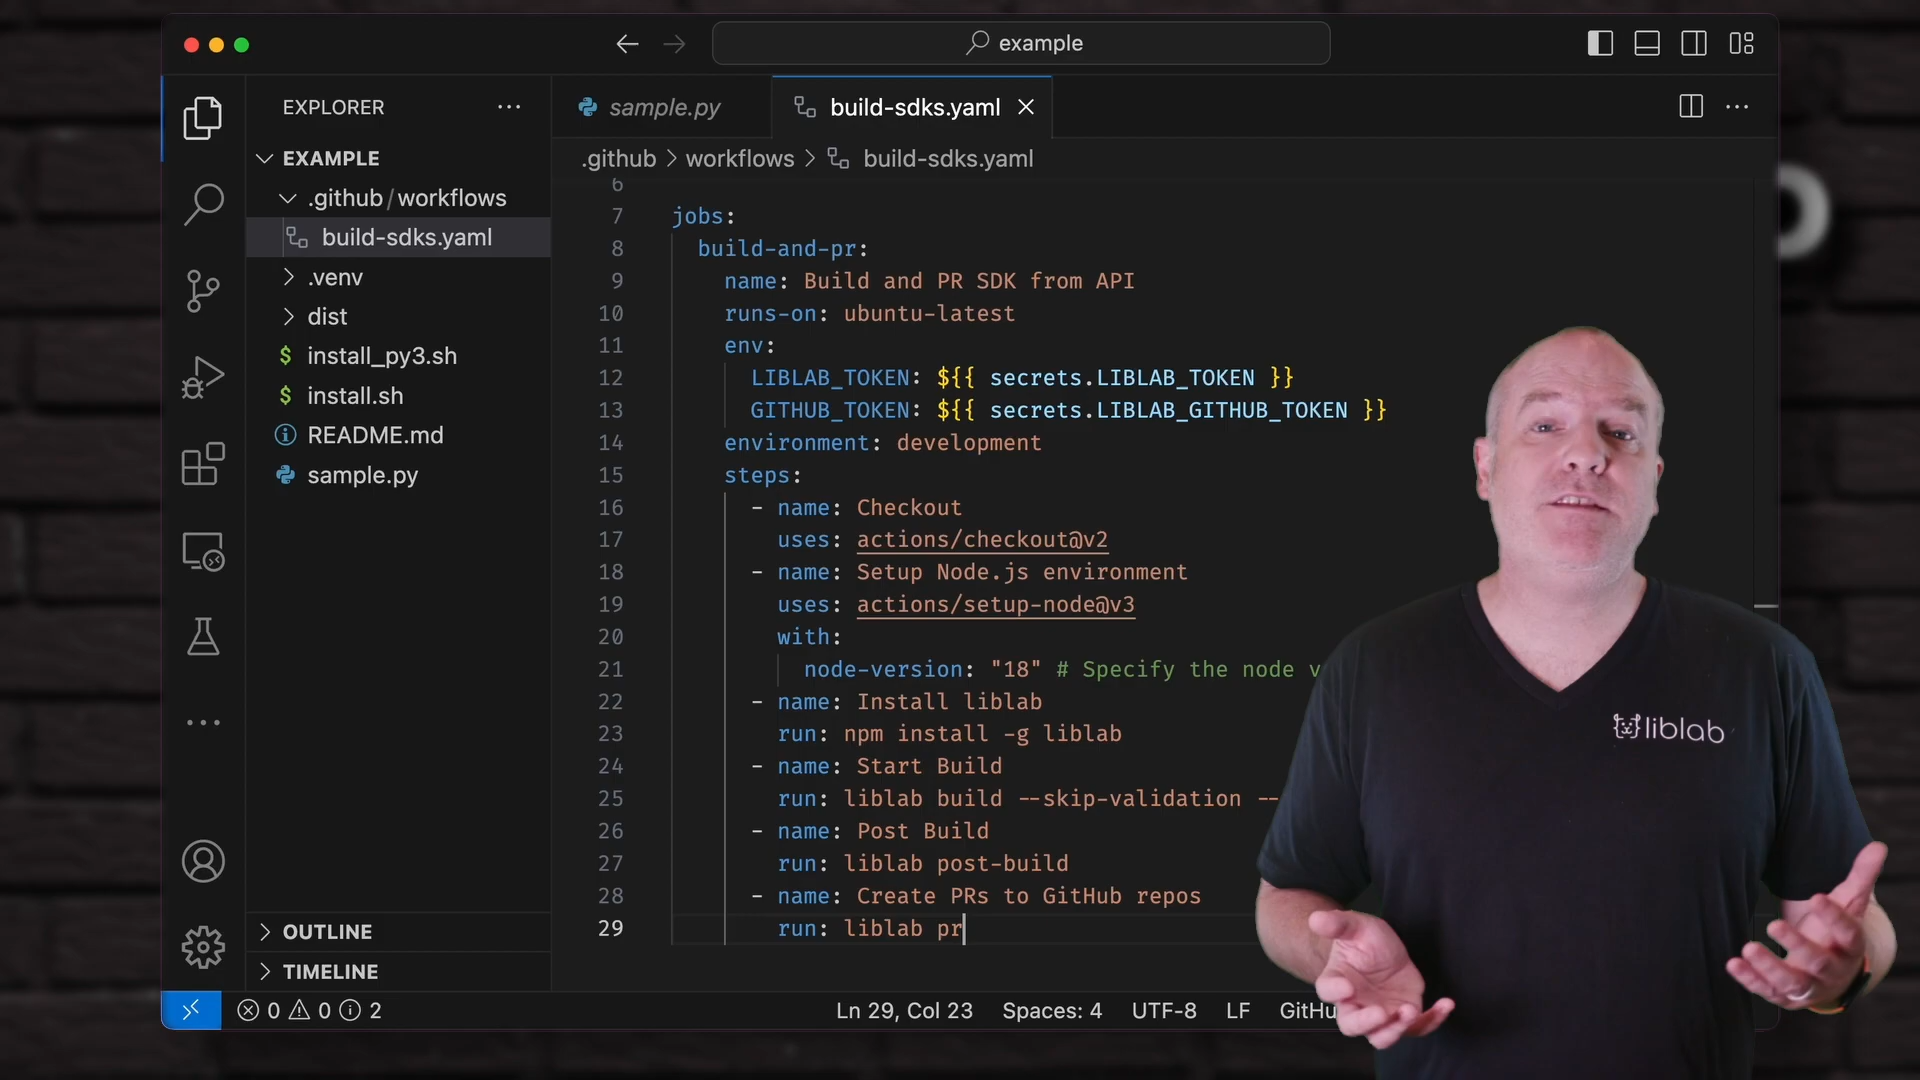 example
EXPLORER
EXAMPLE
.github/workflows
build-sdks.yaml
.venv
dist
install_py3.sh
install.sh
README.md
sample.py
OUTLINE
TIMELINE
sample.py
build-sdks.yaml
.github > workflows > build-sdks.yaml
6
7 jobs:
8 build-and-pr:
9 name: Build and PR SDK from API
10 runs-on: ubuntu-latest
11 env:
12 LIBLAB_TOKEN: ${{ secrets.LIBLAB_TOKEN }}
13 GITHUB_TOKEN: ${{ secrets.LIBLAB_GITHUB_TOKEN }}
14 environment: development
15 steps:
16 - name: Checkout
17 uses: actions/checkout@v2
18 - name: Setup Node.js environment
19 uses: actions/setup-node@v3
20 with:
21 node-version: "18" # Specify the node v
22 - name: Install liblab
23 run: npm install -g liblab
24 - name: Start Build
25 run: liblab build --skip-validation --
26 - name: Post Build
27 run: liblab post-build
28 - name: Create PRs to GitHub repos
29 run: liblab pr
liblab
0 0 2
Ln 29, Col 23 Spaces: 4 UTF-8 LF GitHu